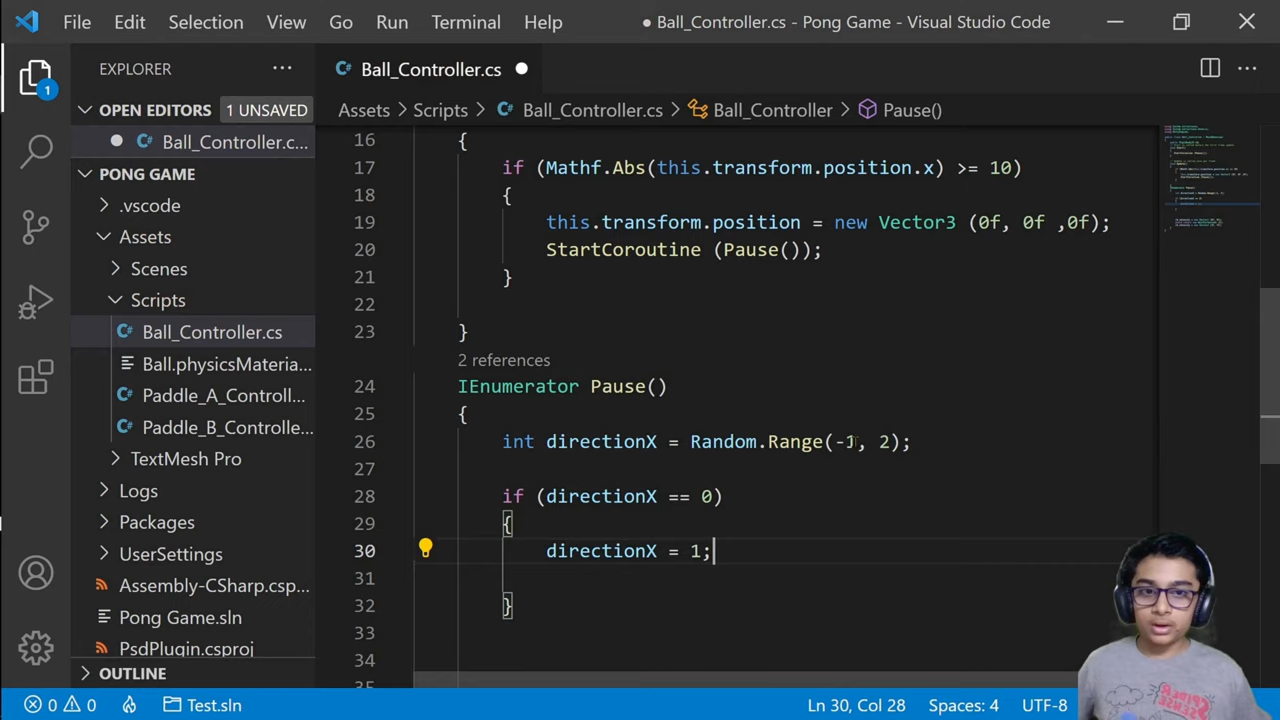 File Edit Selection View Go Run Terminal Help ● Ball_Controller.cs - Pong Game - Visual Studio Code
EXPLORER ...
Ball_Controller.cs
OPEN EDITORS 1 UNSAVED
Assets > Scripts > Ball_Controller.cs > Ball_Controller > Pause()
Ball_Controller.c...
PONG GAME
.vscode
Assets
Scenes
Scripts
Ball_Controller.cs
Ball.physicsMateria...
Paddle_A_Controll...
Paddle_B_Controlle...
TextMesh Pro
Logs
Packages
UserSettings
Assembly-CSharp.csp...
Pong Game.sln
PsdPlugin.csproj
OUTLINE
1
16 {
17 if (Mathf.Abs(this.transform.position.x) >= 10)
18 {
19 this.transform.position = new Vector3 (0f, 0f ,0f);
20 StartCoroutine (Pause());
21 }
22
23 }
2 references
24 IEnumerator Pause()
25 {
26 int directionX = Random.Range(-1, 2);
27
28 if (directionX == 0)
29 {
30 directionX = 1;
31
32 }
33
34
35
0 0 Test.sln Ln 30, Col 28 Spaces: 4 UTF-8